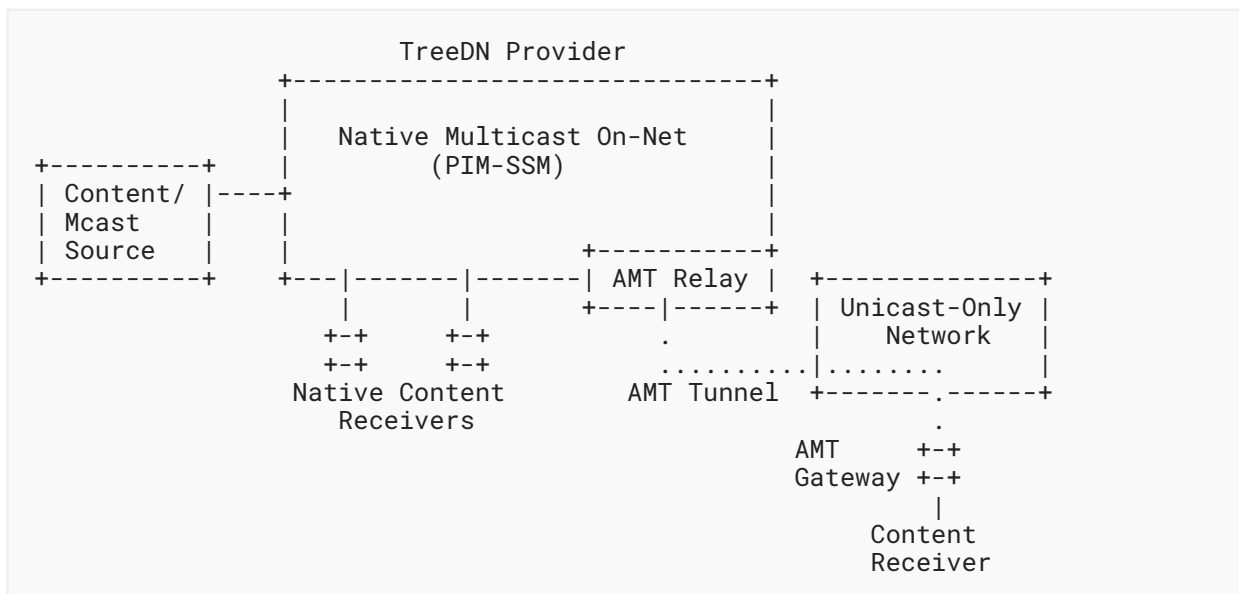 TreeDN Provider
Native Multicast On-Net
(PIM-SSM)
Content/
Mcast
Source
AMT Relay
Unicast-Only
Network
Native Content
Receivers
AMT Tunnel
AMT
Gateway
Content
Receiver